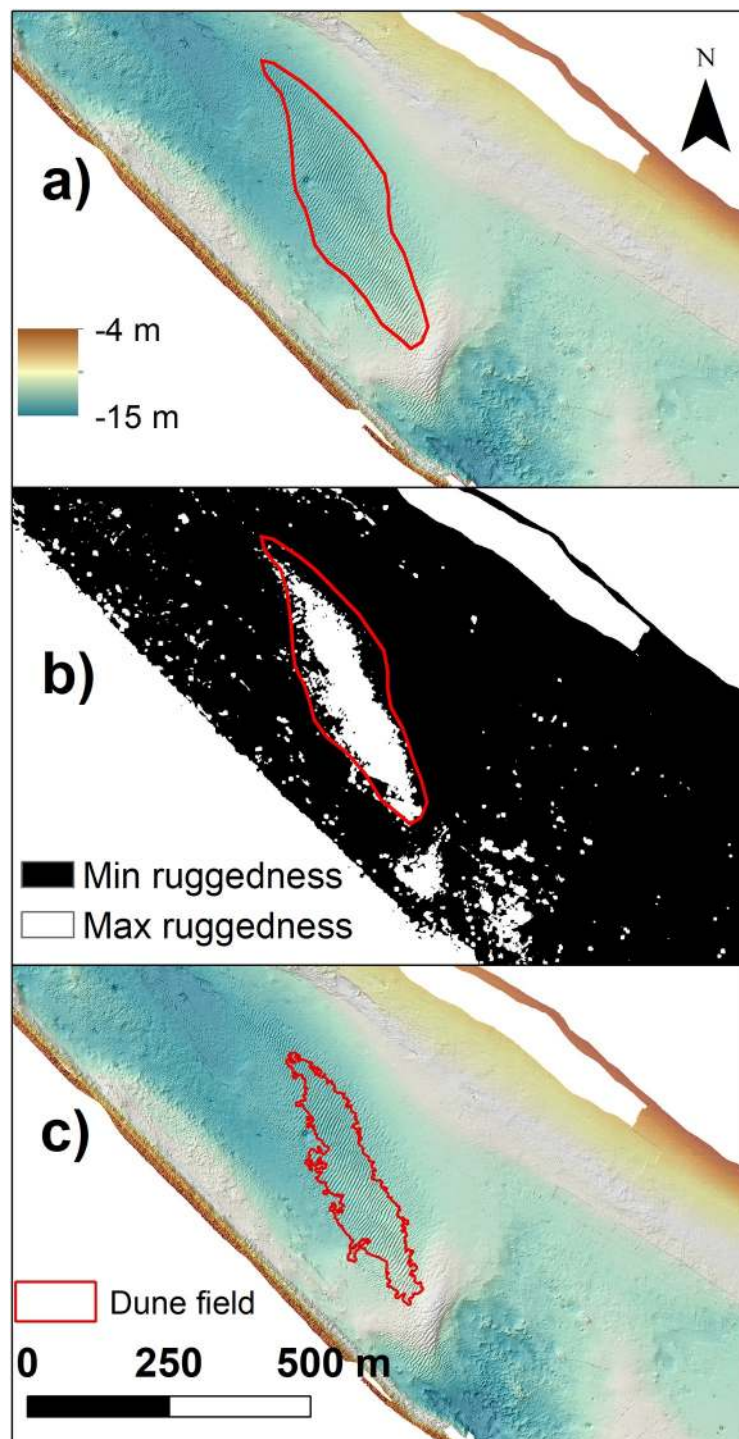 N
a)
-4 m
-15 m
b)
Min ruggedness
Max ruggedness
c)
Dune field
0 250 500 m